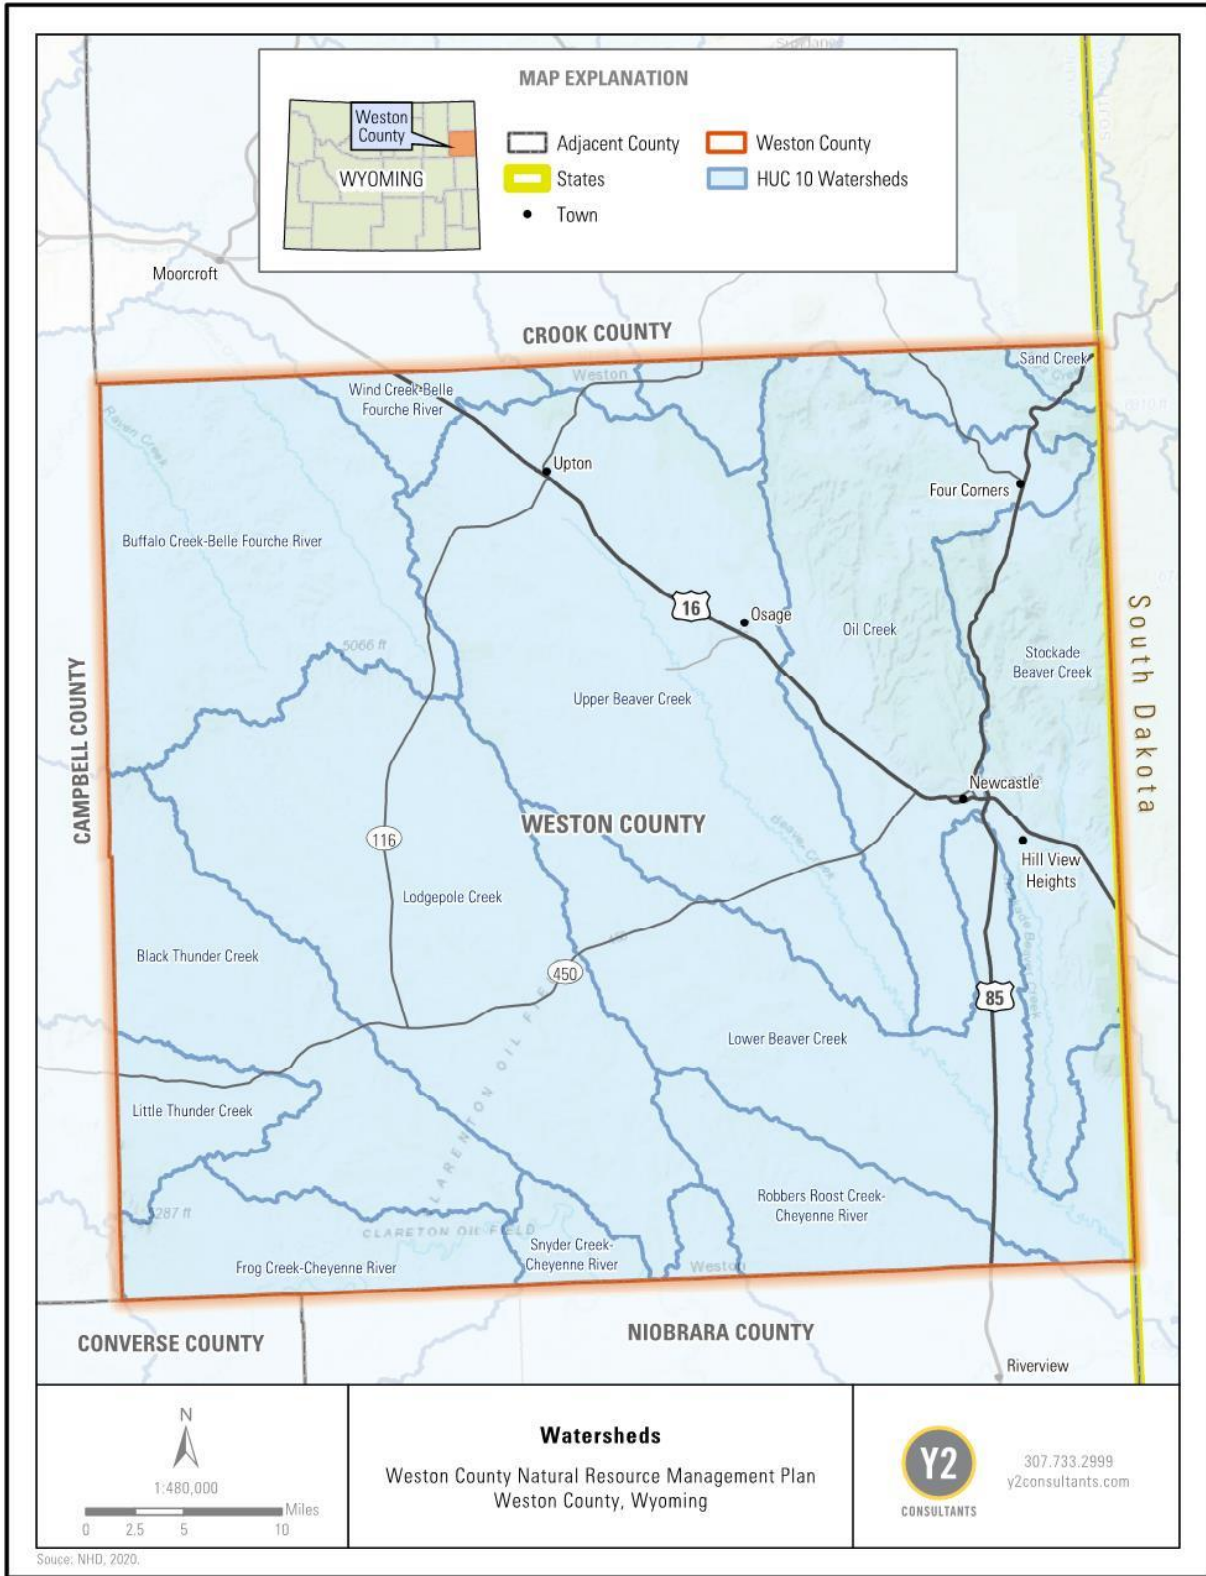 MAP EXPLANATION
Weston
County
WYOMING
Adjacent County
Weston County
States
HUC 10 Watersheds
Town
Moorcroft
CROOK COUNTY
Sand Creek
Weston
Wind Creek-Belle
Fourche River
Raven Creek
Upton
Four Corners
Buffalo Creek-Belle Fourche River
16
Osage
Oil Creek
5066 ft
Stockade
Beaver Creek
South Dakota
Upper Beaver Creek
CAMPBELL COUNTY
Newcastle
WESTON COUNTY
116
Beaver Creek
Hill View
Heights
Lodgepole Creek
Black Thunder Creek
450
450
85
Lower Beaver Creek
Little Thunder Creek
Robbers Roost Creek-
Cheyenne River
CLARETON OIL FIELD
Snyder Creek-
Cheyenne River
Weston
Frog Creek-Cheyenne River
CONVERSE COUNTY
NIOBRARA COUNTY
Riverview
N
1:480,000
Miles
0 2.5 5 10
Watersheds
Weston County Natural Resource Management Plan
Weston County, Wyoming
Y2
CONSULTANTS
307.733.2999
y2consultants.com
Souce: NHD, 2020.